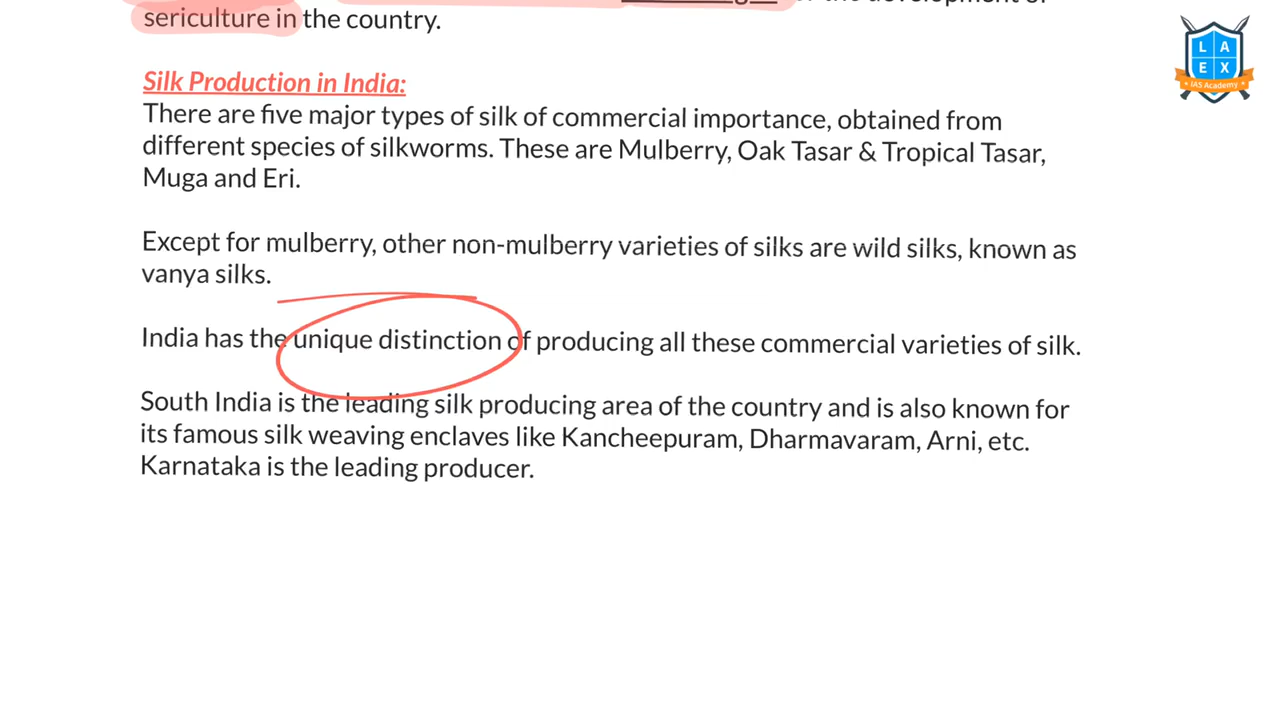 sericulture in the country.
Silk Production in India:
There are five major types of silk of commercial importance, obtained from
different species of silkworms. These are Mulberry, Oak Tasar & Tropical Tasar,
Muga and Eri.
Except for mulberry, other non-mulberry varieties of silks are wild silks, known as
vanya silks.
India has the unique distinction of producing all these commercial varieties of silk.
South India is the leading silk producing area of the country and is also known for
its famous silk weaving enclaves like Kancheepuram, Dharmavaram, Arni, etc.
Karnataka is the leading producer.
L A
E X
IAS Academy